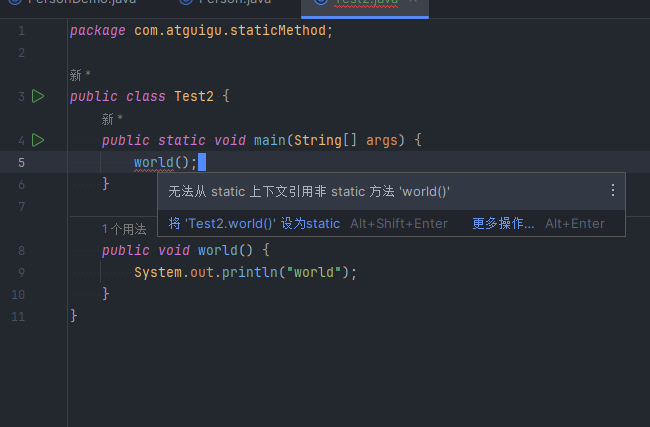 PersonDemo.java Person.java Test2.java
1 package com.atguigu.staticMethod;
2
新 *
3 public class Test2 {
新 *
4 public static void main(String[] args) {
5 world();
6 }
无法从 static 上下文引用非 static 方法 'world()'
将 'Test2.world()' 设为static Alt+Shift+Enter 更多操作... Alt+Enter
7
1个用法
8 public void world() {
9 System.out.println("world");
10 }
11 }